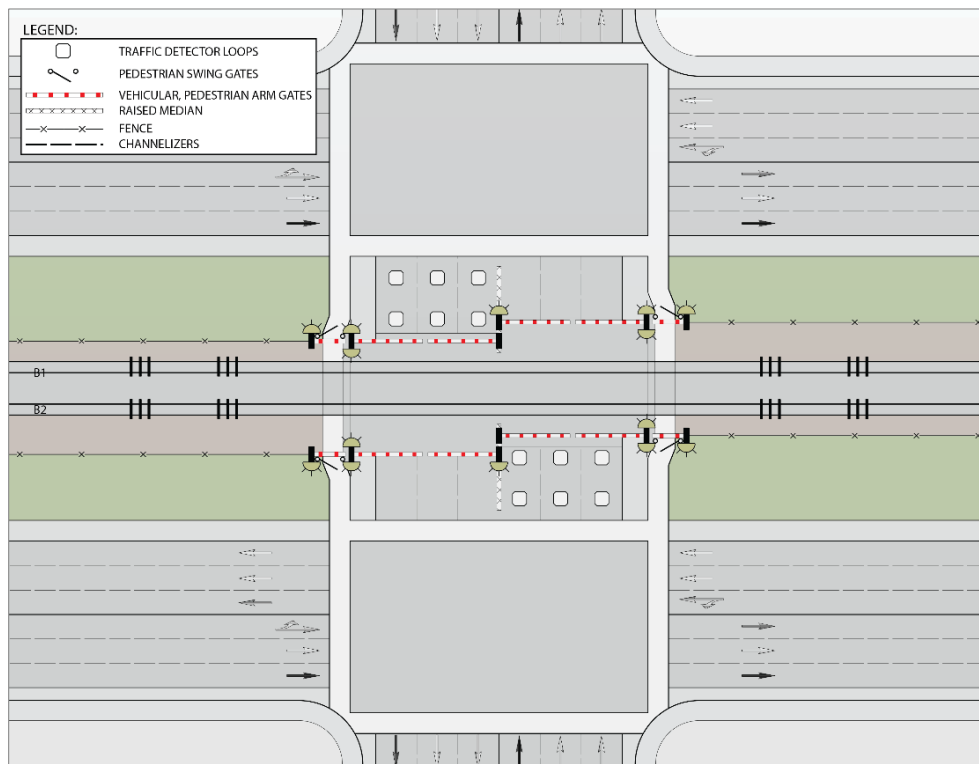 LEGEND:
TRAFFIC DETECTOR LOOPS
PEDESTRIAN SWING GATES
VEHICULAR, PEDESTRIAN ARM GATES
RAISED MEDIAN
FENCE
CHANNELIZERS
B1
B2